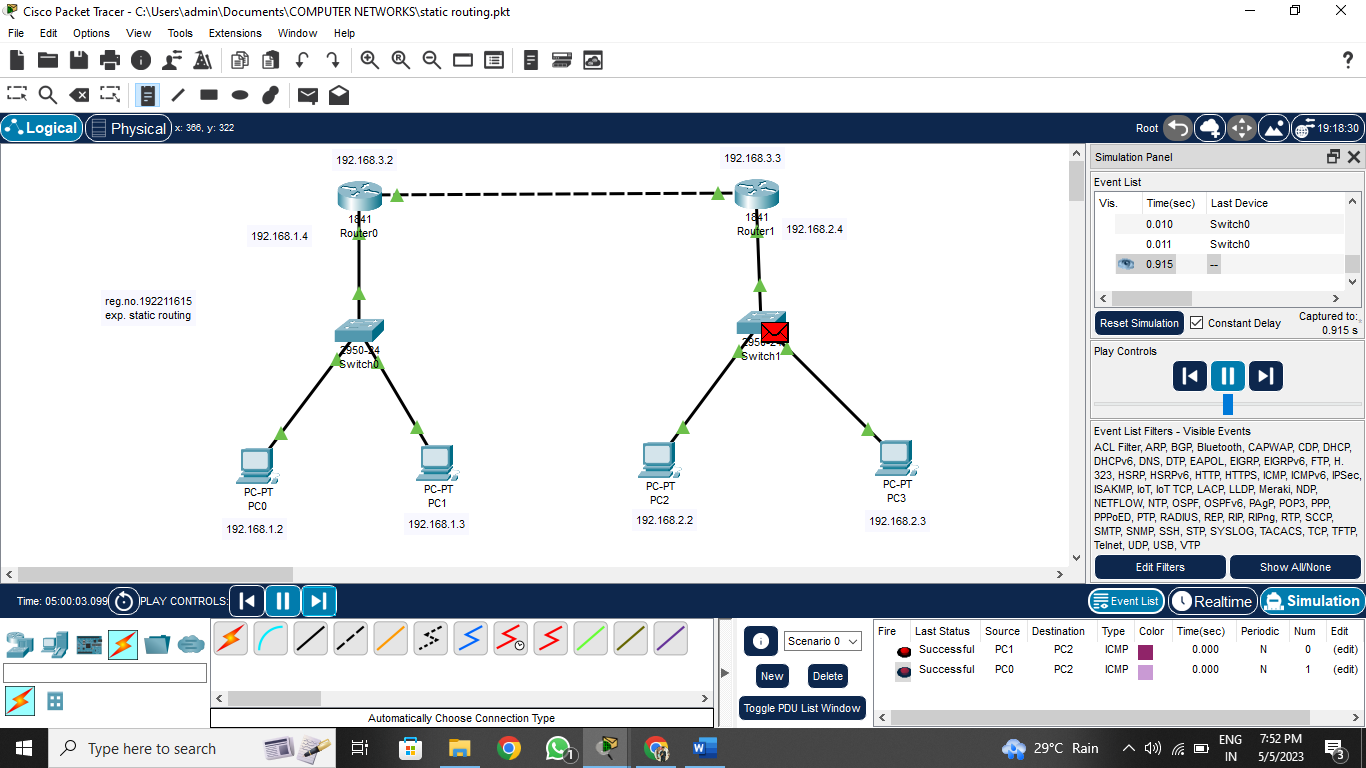 Cisco Packet Tracer - C:\Users\admin\Documents\COMPUTER NETWORKS\static routing.pkt
File Edit Options View Tools Extensions Window Help
Logical Physical x: 366, y: 322 Root 19:18:30
192.168.3.2
192.168.3.3
1841
Router0
1841
Router1
192.168.1.4
192.168.2.4
reg.no.192211615
exp. static routing
2950-24
Switch0
2950-24
Switch1
PC-PT
PC0
PC-PT
PC1
PC-PT
PC2
PC-PT
PC3
192.168.1.2
192.168.1.3
192.168.2.2
192.168.2.3
Simulation Panel
Event List
Vis. Time(sec) Last Device
0.010 Switch0
0.011 Switch0
0.915 --
Reset Simulation Constant Delay Captured to:
0.915 s
Play Controls
Event List Filters - Visible Events
ACL Filter, ARP, BGP, Bluetooth, CAPWAP, CDP, DHCP,
DHCPv6, DNS, DTP, EAPOL, EIGRP, EIGRPv6, FTP, H.
323, HSRP, HSRPv6, HTTP, HTTPS, ICMP, ICMPv6, IPSec,
ISAKMP, IoT, IoT TCP, LACP, LLDP, Meraki, NDP,
NETFLOW, NTP, OSPF, OSPFv6, PAgP, POP3, PPP,
PPPoED, PTP, RADIUS, REP, RIP, RIPng, RTP, SCCP,
SMTP, SNMP, SSH, STP, SYSLOG, TACACS, TCP, TFTP,
Telnet, UDP, USB, VTP
Edit Filters Show All/None
Time: 05:00:03.099 PLAY CONTROLS: Event List Realtime Simulation
Automatically Choose Connection Type
Scenario 0
New Delete
Toggle PDU List Window
Fire Last Status Source Destination Type Color Time(sec) Periodic Num Edit
Successful PC1 PC2 ICMP 0.000 N 0 (edit)
Successful PC0 PC2 ICMP 0.000 N 1 (edit)
Type here to search
1
29°C Rain
ENG
IN
7:52 PM
5/5/2023
3